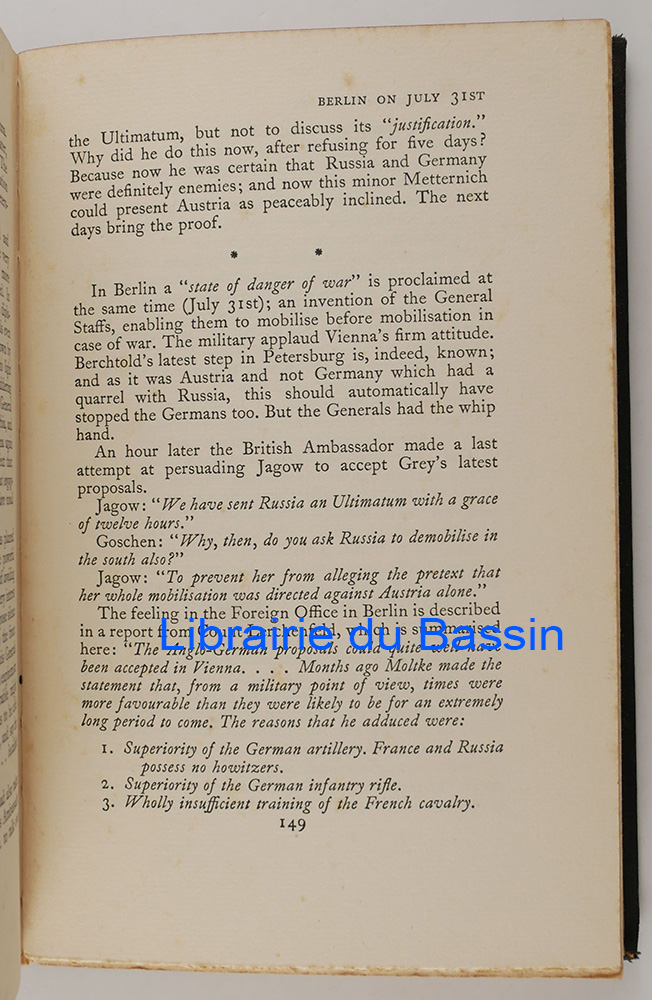 BERLIN ON JULY 31ST
the Ultimatum, but not to discuss its "justification."
Why did he do this now, after refusing for five days?
Because now he was certain that Russia and Germany
were definitely enemies; and now this minor Metternich
could present Austria as peaceably inclined. The next
days bring the proof.
* *
In Berlin a "state of danger of war" is proclaimed at
the same time (July 31st); an invention of the General
Staffs, enabling them to mobilise before mobilisation in
case of war. The military applaud Vienna's firm attitude.
Berchtold's latest step in Petersburg is, indeed, known;
and as it was Austria and not Germany which had a
quarrel with Russia, this should automatically have
stopped the Germans too. But the Generals had the whip
hand.
An hour later the British Ambassador made a last
attempt at persuading Jagow to accept Grey's latest
proposals.
Jagow: "We have sent Russia an Ultimatum with a grace
of twelve hours."
Goschen: "Why, then, do you ask Russia to demobilise in
the south also?"
Jagow: "To prevent her from alleging the pretext that
her whole mobilisation was directed against Austria alone."
The feeling in the Foreign Office in Berlin is described
in a report from Count Lerchenfeld, which is summarised
Librairie du Bassin
here: "The Anglo-German proposals could quite well have
been accepted in Vienna. . . . Months ago Moltke made the
statement that, from a military point of view, times were
more favourable than they were likely to be for an extremely
long period to come. The reasons that he adduced were:
1. Superiority of the German artillery. France and Russia
possess no howitzers.
2. Superiority of the German infantry rifle.
3. Wholly insufficient training of the French cavalry.
149